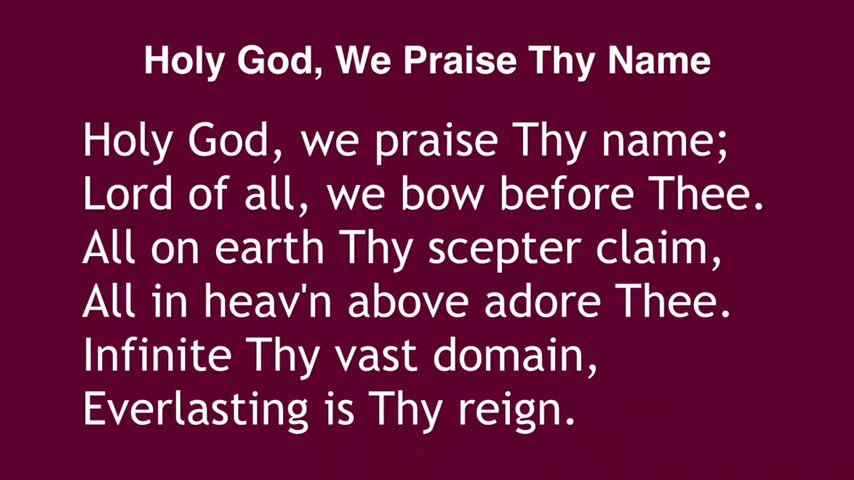 Holy God, We Praise Thy Name
Holy God, we praise Thy name;
Lord of all, we bow before Thee.
All on earth Thy scepter claim,
All in heav'n above adore Thee.
Infinite Thy vast domain,
Everlasting is Thy reign.